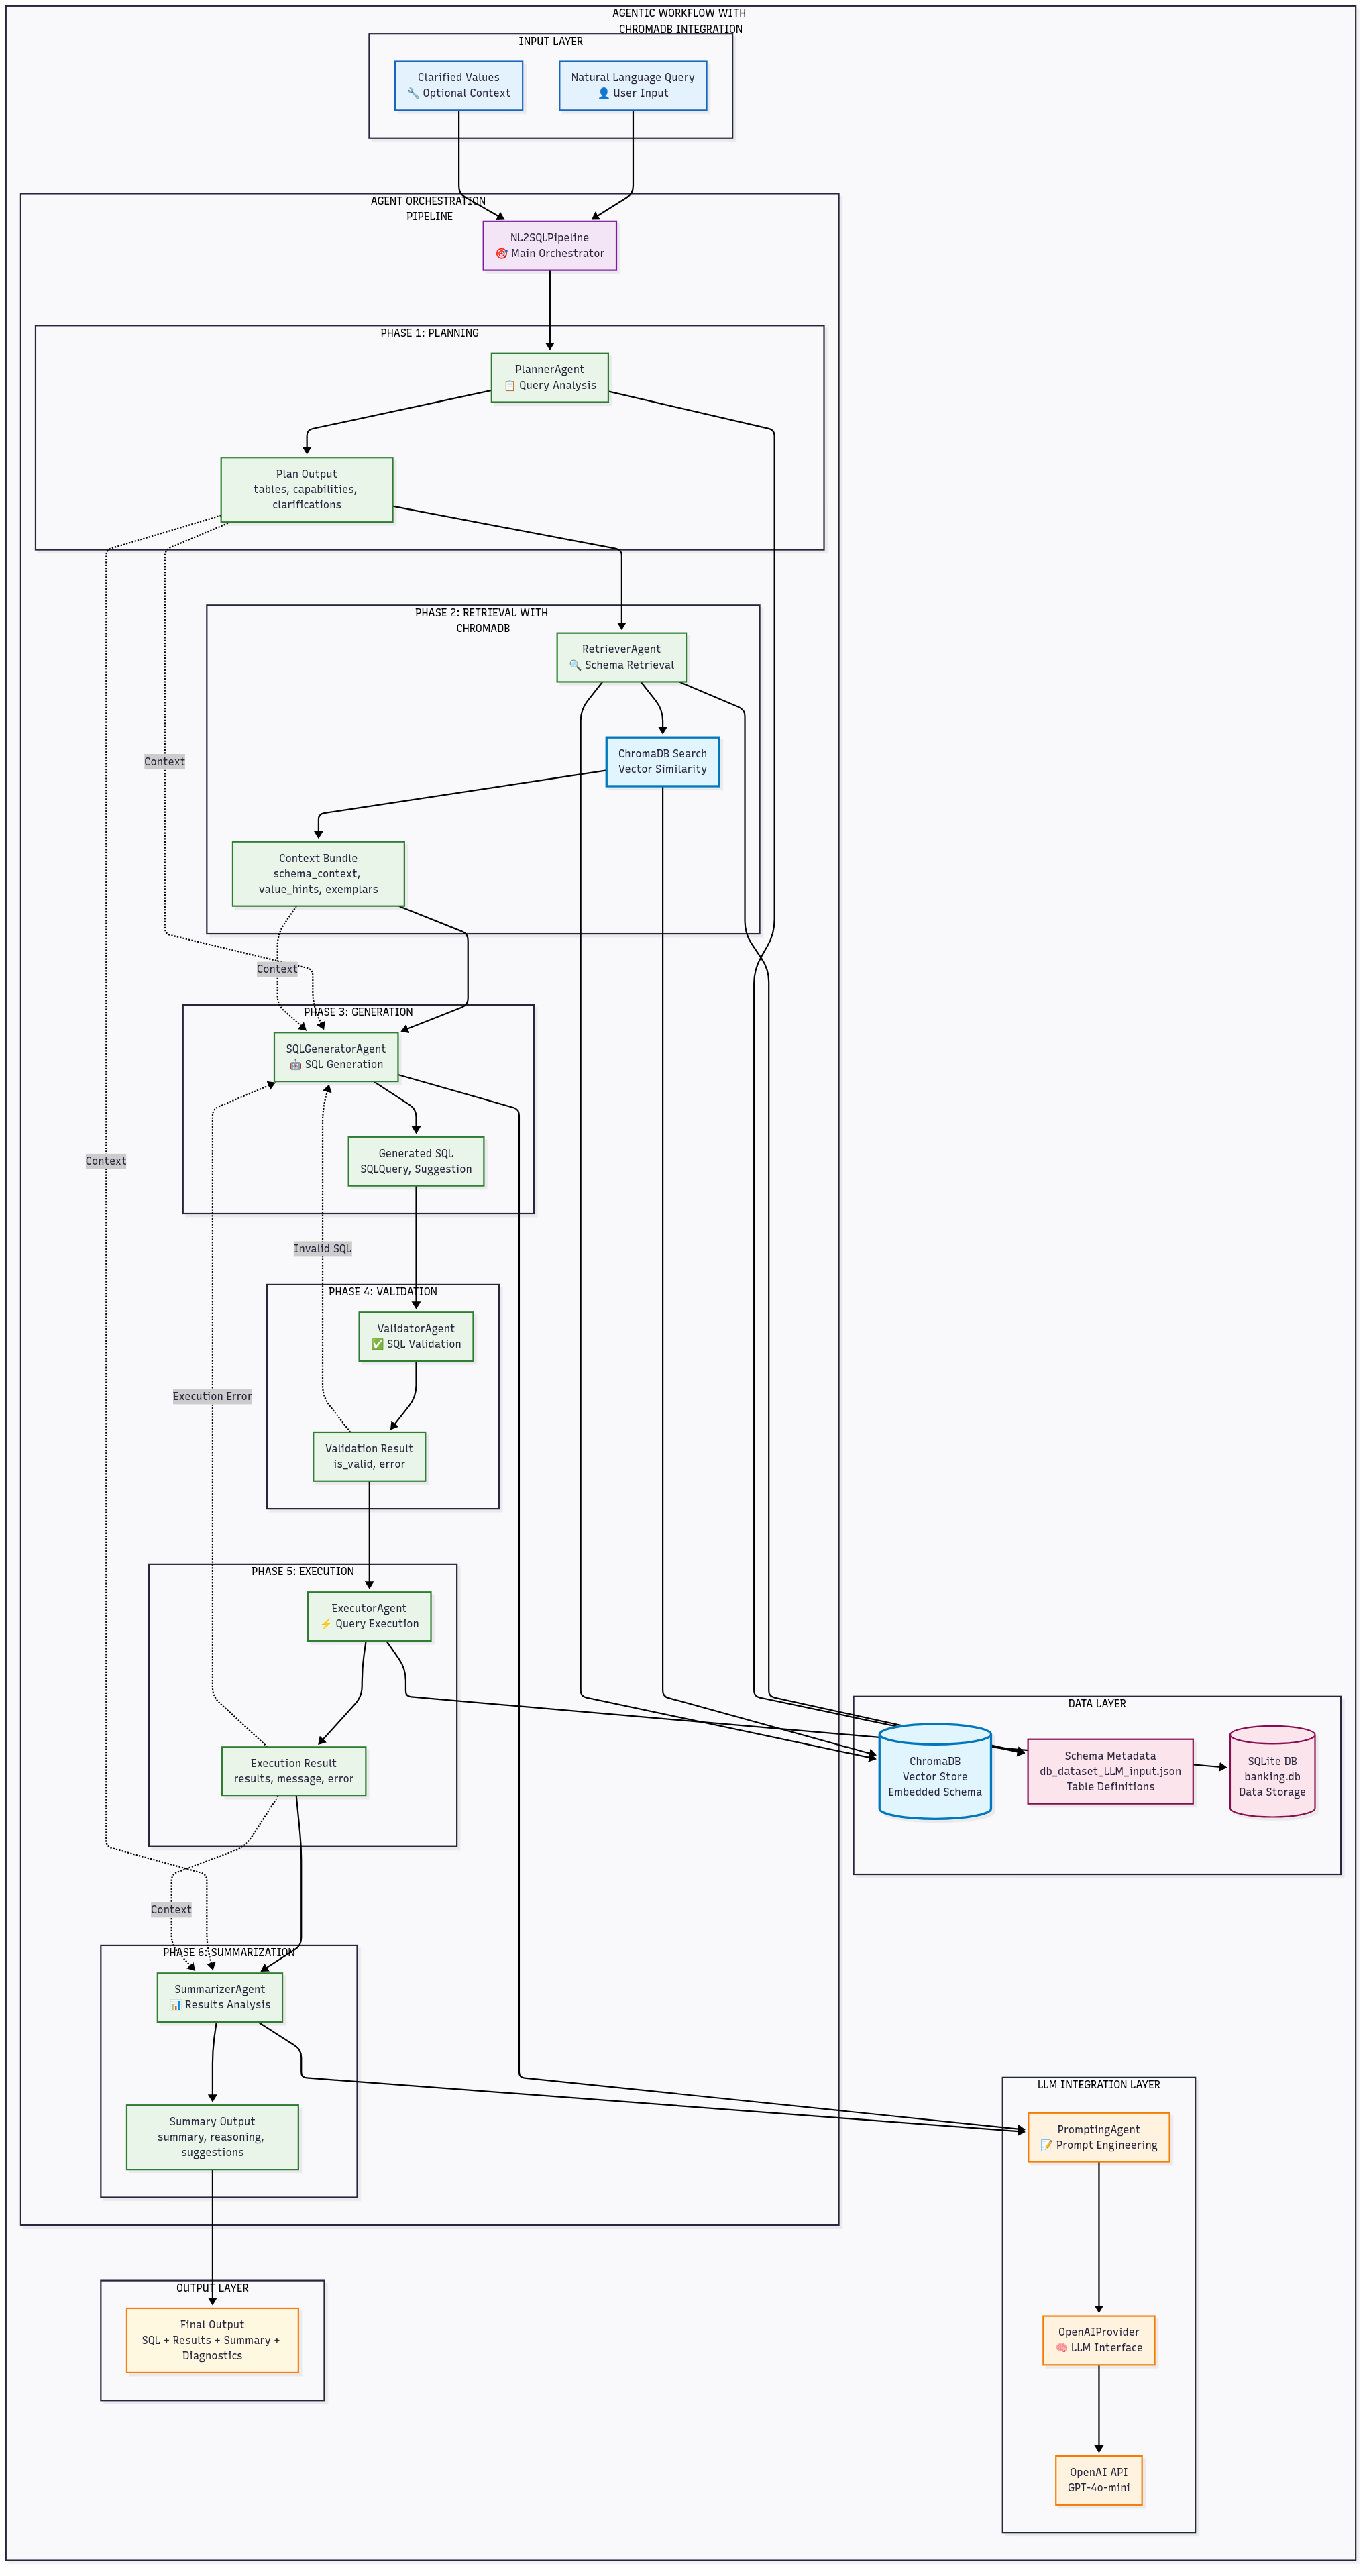 AGENTIC WORKFLOW WITH
CHROMADB INTEGRATION
INPUT LAYER
Clarified Values
🔧 Optional Context
Natural Language Query
👤 User Input
AGENT ORCHESTRATION
PIPELINE
NL2SQLPipeline
🎯 Main Orchestrator
PHASE 1: PLANNING
PlannerAgent
📋 Query Analysis
Plan Output
tables, capabilities,
clarifications
PHASE 2: RETRIEVAL WITH
CHROMADB
RetrieverAgent
🔍 Schema Retrieval
Context
ChromaDB Search
Vector Similarity
Context Bundle
schema_context,
value_hints, exemplars
Context
PHASE 3: GENERATION
SQLGeneratorAgent
🤖 SQL Generation
Context
Generated SQL
SQLQuery, Suggestion
Invalid SQL
PHASE 4: VALIDATION
ValidatorAgent
✅ SQL Validation
Execution Error
Validation Result
is_valid, error
PHASE 5: EXECUTION
ExecutorAgent
⚡ Query Execution
Execution Result
results, message, error
DATA LAYER
ChromaDB
Vector Store
Embedded Schema
Schema Metadata
db_dataset_LLM_input.json
Table Definitions
SQLite DB
banking.db
Data Storage
Context
PHASE 6: SUMMARIZATION
SummarizerAgent
📊 Results Analysis
Summary Output
summary, reasoning,
suggestions
LLM INTEGRATION LAYER
PromptingAgent
📝 Prompt Engineering
OUTPUT LAYER
Final Output
SQL + Results + Summary +
Diagnostics
OpenAIProvider
🧠 LLM Interface
OpenAI API
GPT-4o-mini